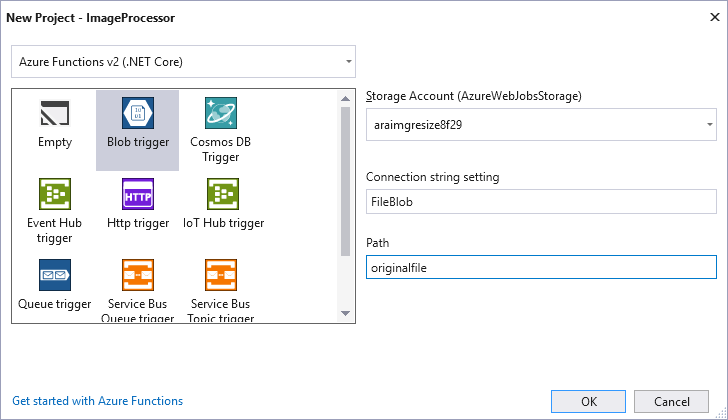 New Project - ImageProcessor
Azure Functions v2 (.NET Core)
Empty
Blob trigger
Cosmos DB
Trigger
Event Hub
trigger
HTTP
Http trigger
IoT Hub trigger
Queue trigger
Service Bus
Queue trigger
Service Bus
Topic trigger
Storage Account (AzureWebJobsStorage)
araimgresize8f29
Connection string setting
FileBlob
Path
originalfile
Get started with Azure Functions
OK
Cancel